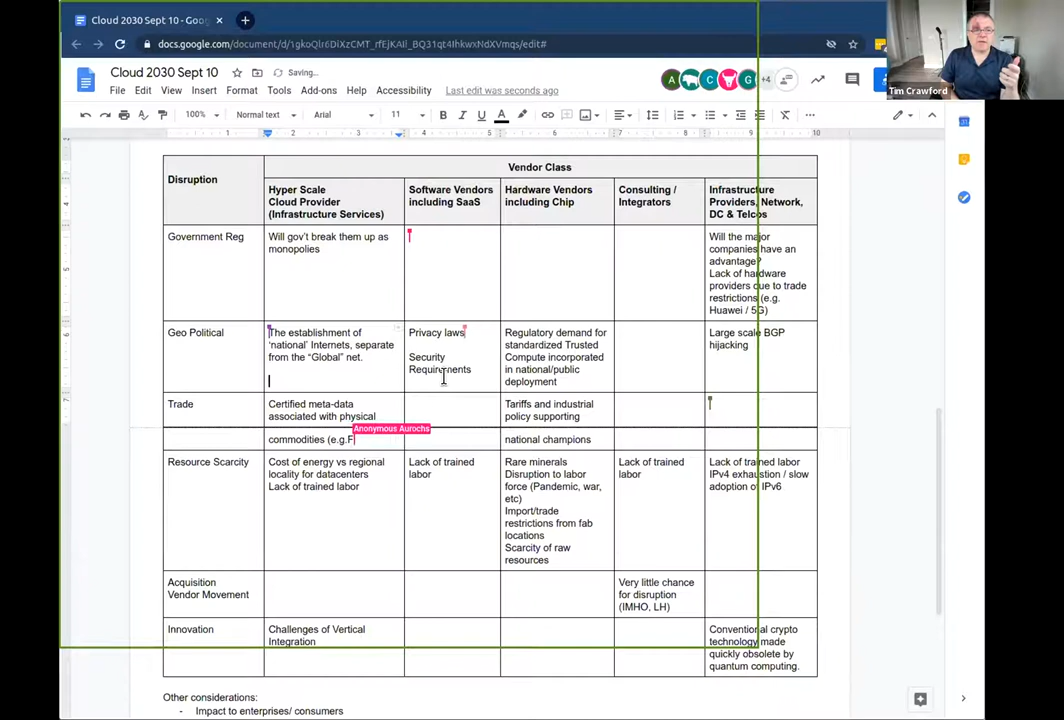 Cloud 2030 Sept 10 - Goo
docs.google.com/document/d/
/edit#
Tim Crawford
Cloud 2030 Sept 10
Saving...
File Edit View Insert Format Tools Add-ons Help Accessibility
Last edit was seconds ago
A C G +4
100% Normal text Arial 11 B I U A
1 2 3 4 5 6 7 8 9 10
Disruption
Vendor Class
Hyper Scale
Cloud Provider
(Infrastructure Services)
Software Vendors
including SaaS
Hardware Vendors
including Chip
Consulting /
Integrators
Infrastructure
Providers, Network,
DC & Telcos
Government Reg
Will gov't break them up as
monopolies
Will the major
companies have an
advantage?
Lack of hardware
providers due to trade
restrictions (e.g.
Huawei / 5G)
Geo Political
The establishment of
'national' Internets, separate
from the "Global" net.
Privacy laws
Security
Requirements
Regulatory demand for
standardized Trusted
Compute incorporated
in national/public
deployment
Large scale BGP
hijacking
Trade
Certified meta-data
associated with physical
commodities (e.g.F
Anonymous Aurochs
Tariffs and industrial
policy supporting
national champions
Resource Scarcity
Cost of energy vs regional
locality for datacenters
Lack of trained labor
Lack of trained
labor
Rare minerals
Disruption to labor
force (Pandemic, war,
etc)
Import/trade
restrictions from fab
locations
Scarcity of raw
resources
Lack of trained
labor
Lack of trained labor
IPv4 exhaustion / slow
adoption of IPv6
Acquisition
Vendor Movement
Very little chance
for disruption
(IMHO, LH)
Innovation
Challenges of Vertical
Integration
Conventional crypto
technology made
quickly obsolete by
quantum computing.
Other considerations:
- Impact to enterprises/ consumers